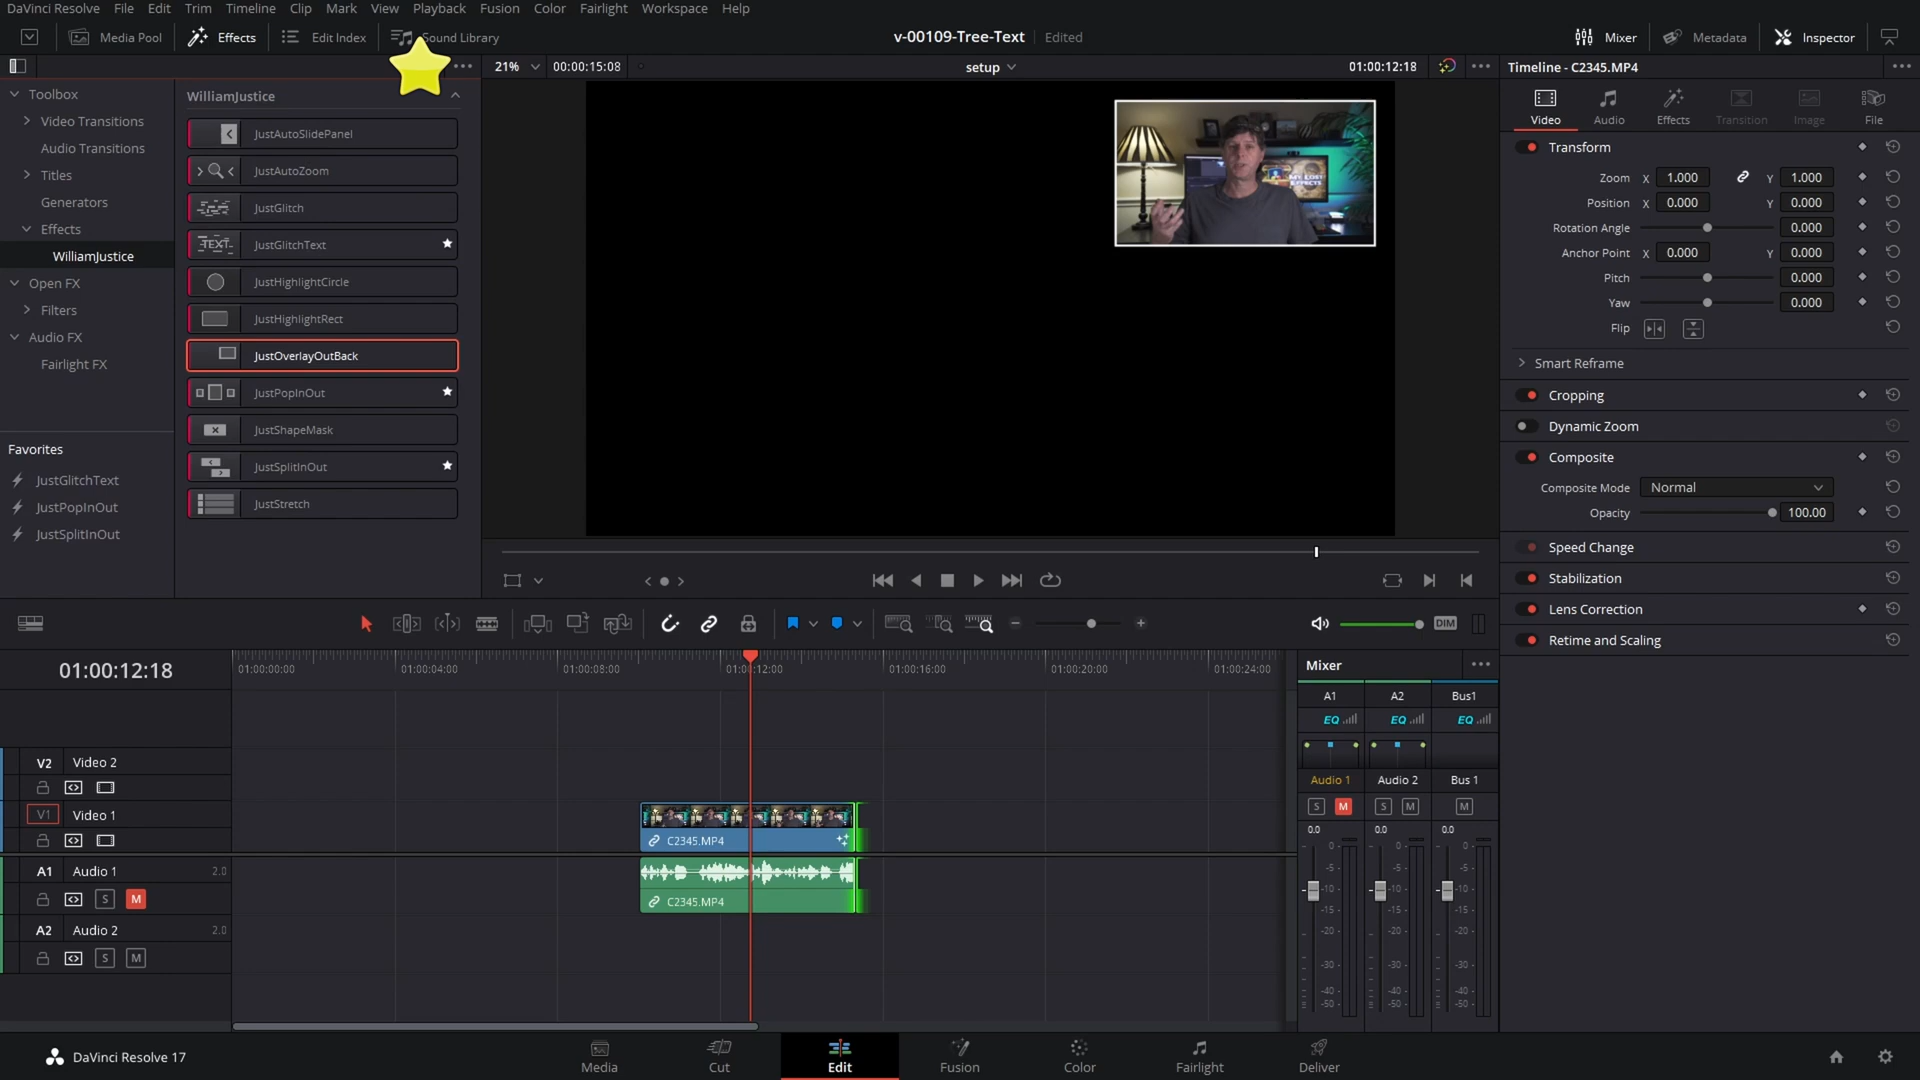 DaVinci Resolve File Edit Trim Timeline Clip Mark View Playback Fusion Color Fairlight Workspace Help
Media Pool Effects Edit Index Sound Library v-00109-Tree-Text Edited Mixer Metadata Inspector
21% 00:00:15:08 setup 01:00:12:18 Timeline - C2345.MP4
Toolbox
Video Transitions
Audio Transitions
Titles
Generators
Effects
WilliamJustice
Open FX
Filters
Audio FX
Fairlight FX
Favorites
JustGlitchText
JustPopInOut
JustSplitInOut
WilliamJustice
JustAutoSlidePanel
JustAutoZoom
JustGlitch
TEXT JustGlitchText
JustHighlightCircle
JustHighlightRect
JustOverlayOutBack
JustPopInOut
JustShapeMask
JustSplitInOut
JustStretch
MY LOST
EFFECTS
Video Audio Effects Transition Image File
Transform
Zoom X 1.000 Y 1.000
Position X 0.000 Y 0.000
Rotation Angle 0.000
Anchor Point X 0.000 Y 0.000
Pitch 0.000
Yaw 0.000
Flip
Smart Reframe
Cropping
Dynamic Zoom
Composite
Composite Mode Normal
Opacity 100.00
Speed Change
Stabilization
Lens Correction
Retime and Scaling
DIM
01:00:12:18
01:00:00:00 01:00:04:00 01:00:08:00 01:00:12:00 01:00:16:00 01:00:20:00 01:00:24:00
V2 Video 2
V1 Video 1
C2345.MP4
A1 Audio 1 2.0
S M
C2345.MP4
A2 Audio 2 2.0
S M
Mixer
A1 A2 Bus1
EQ EQ EQ
Audio 1 Audio 2 Bus 1
S M S M M
0.0 0.0 0.0
0 0 0
-5 -5 -5
-10 -10 -10
-15 -15 -15
-20 -20 -20
-30 -30 -30
-40 -40 -40
-50 -50 -50
DaVinci Resolve 17 Media Cut Edit Fusion Color Fairlight Deliver